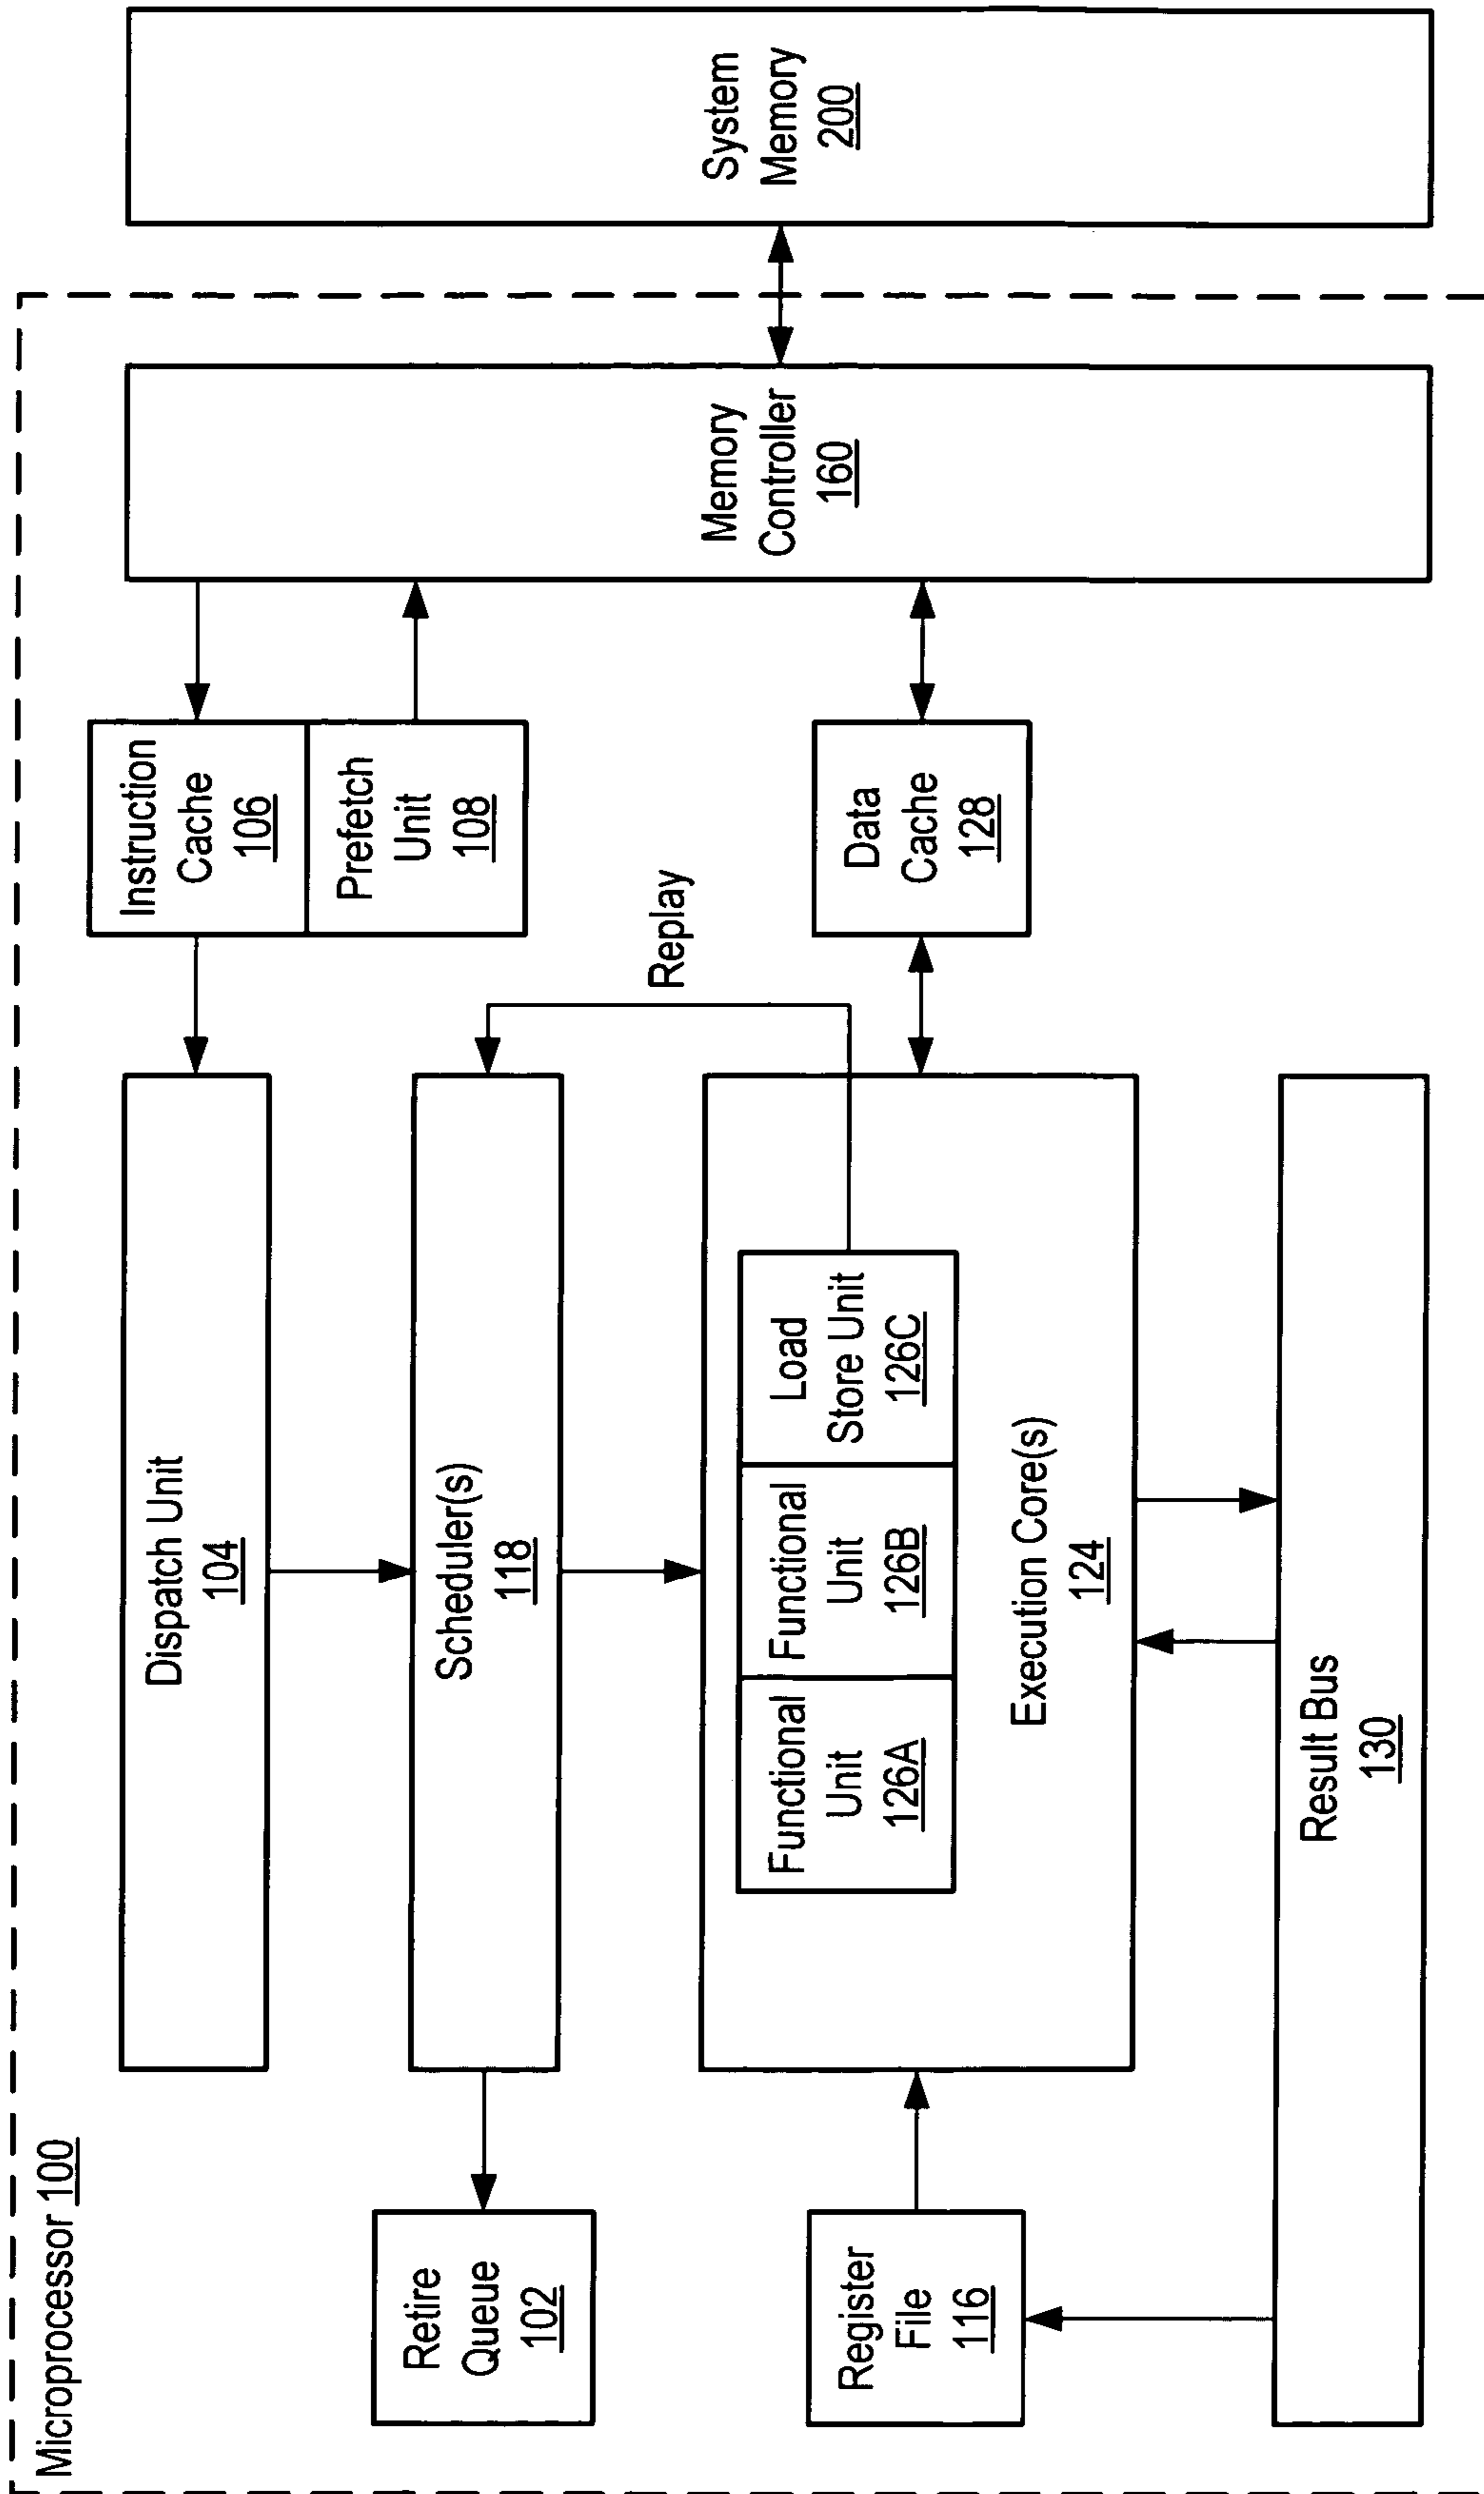 Microprocessor 100
Dispatch Unit
104
Instruction
Cache
106
Prefetch
Unit
108
Retire
Queue
102
Scheduler(s)
118
Replay
Register
File
116
Functional
Unit
126A
Functional
Unit
126B
Load
Store Unit
126C
Execution Core(s)
124
Data
Cache
128
Result Bus
130
Memory
Controller
160
System
Memory
200